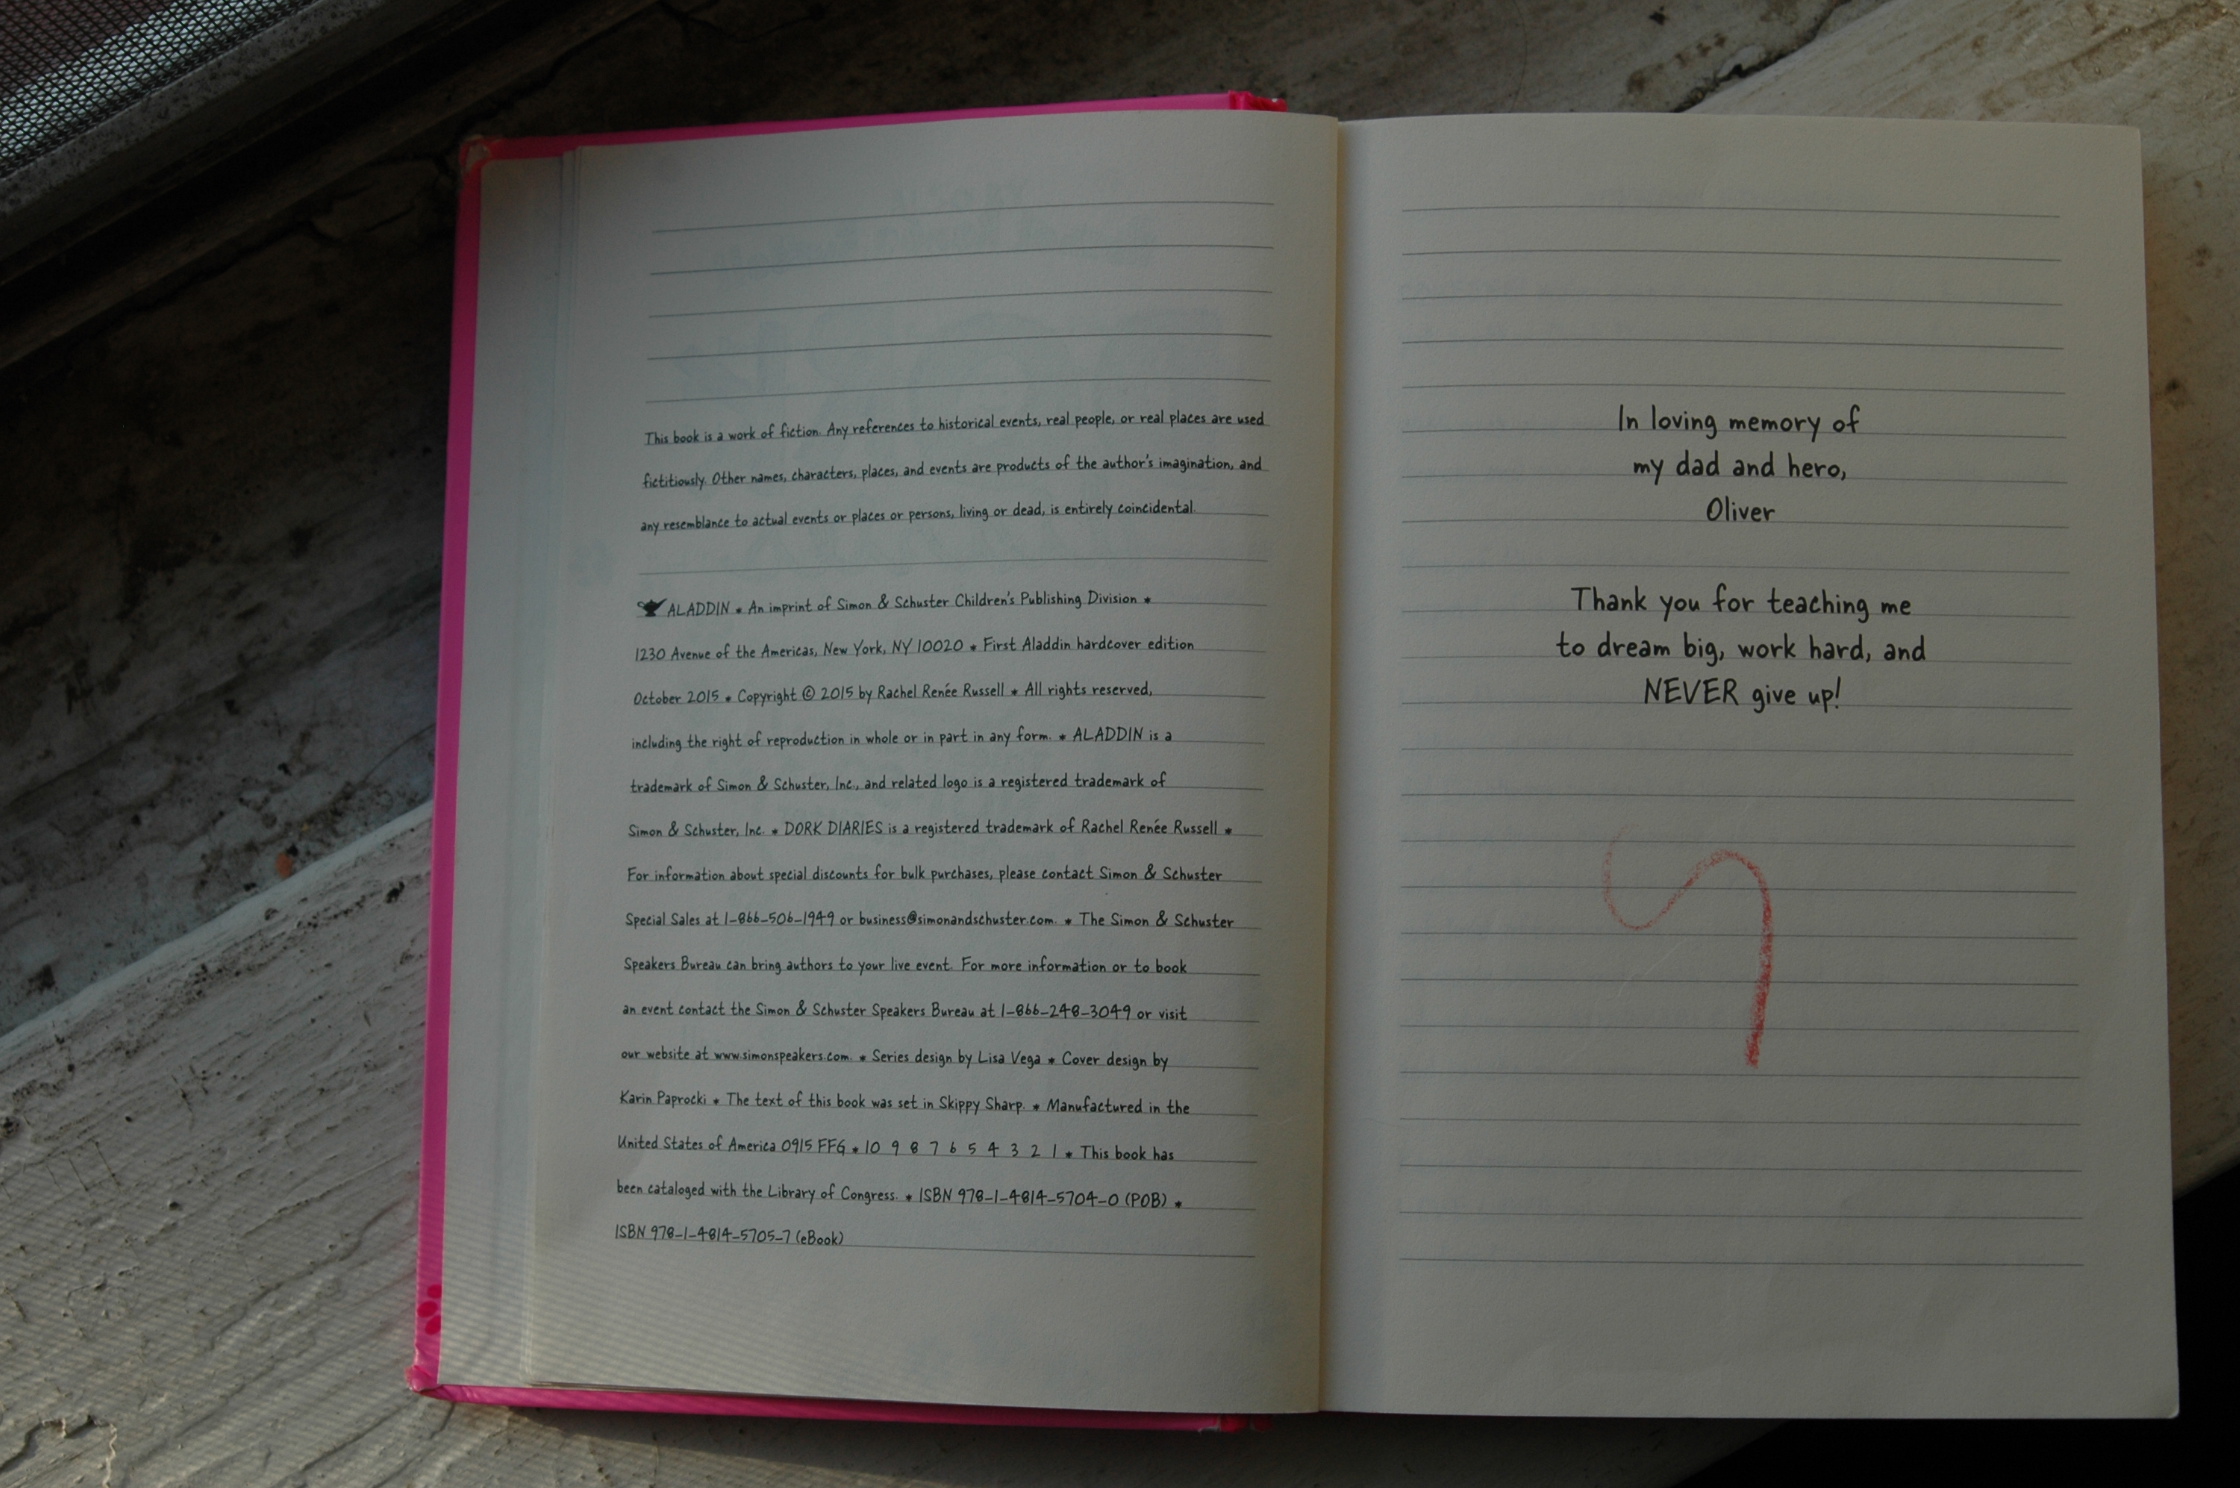 This book is a work of fiction. Any references to historical events, real people, or real places are used
fictitiously. Other names, characters, places, and events are products of the author's imagination, and
any resemblance to actual events or places or persons, living or dead, is entirely coincidental.
ALADDIN * An imprint of Simon & Schuster Children's Publishing Division *
1230 Avenue of the Americas, New York, NY 10020 * First Aladdin hardcover edition
October 2015 * Copyright © 2015 by Rachel Renée Russell * All rights reserved,
including the right of reproduction in whole or in part in any form. * ALADDIN is a
trademark of Simon & Schuster, Inc., and related logo is a registered trademark of
Simon & Schuster, Inc. * DORK DIARIES is a registered trademark of Rachel Renée Russell *
For information about special discounts for bulk purchases, please contact Simon & Schuster
Special Sales at 1-866-506-1949 or business@simonandschuster.com. * The Simon & Schuster
Speakers Bureau can bring authors to your live event. For more information or to book
an event contact the Simon & Schuster Speakers Bureau at 1-866-248-3049 or visit
our website at www.simonspeakers.com. * Series design by Lisa Vega * Cover design by
Karin Paprocki * The text of this book was set in Skippy Sharp. * Manufactured in the
United States of America 0915 FFG * 10 9 8 7 6 5 4 3 2 1 * This book has
been cataloged with the Library of Congress. * ISBN 978-1-4814-5704-0 (POB) *
ISBN 978-1-4814-5705-7 (eBook)
In loving memory of
my dad and hero,
Oliver
Thank you for teaching me
to dream big, work hard, and
NEVER give up!